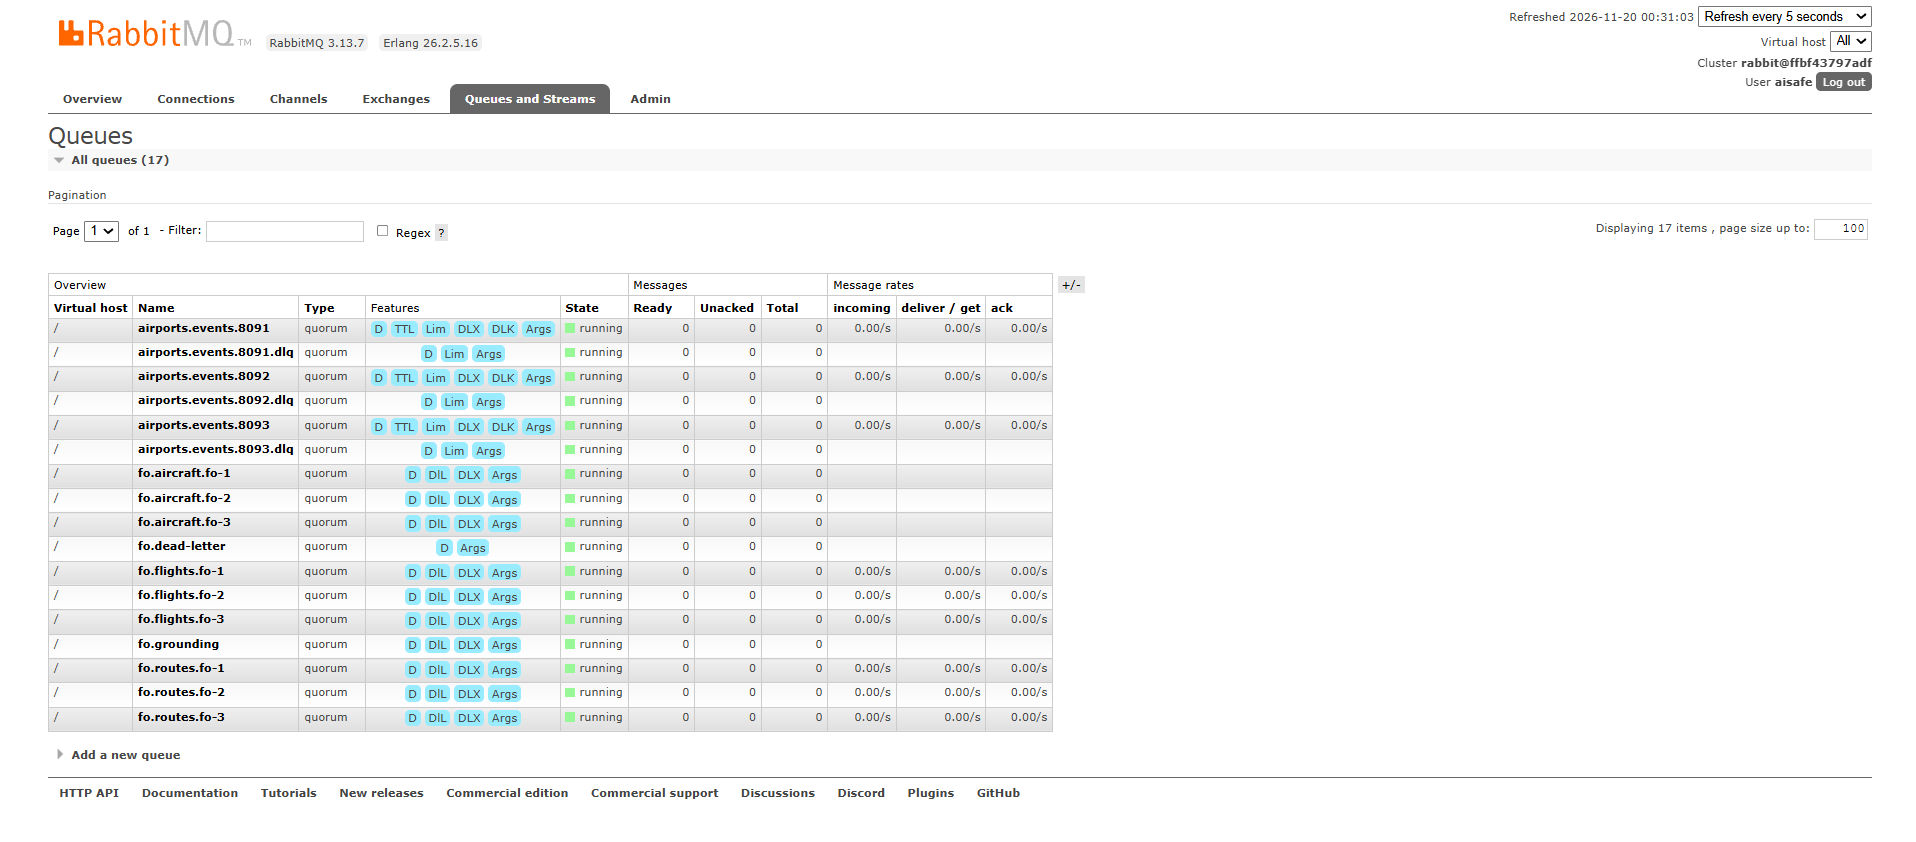 RabbitMQ TM RabbitMQ 3.13.7 Erlang 26.2.5.16
Refreshed 2026-11-20 00:31:03 Refresh every 5 seconds
Virtual host All
Cluster rabbit@ffbf43797adf
User aisafe Log out
Overview Connections Channels Exchanges Queues and Streams Admin
Queues
All queues (17)
Pagination
Page 1 of 1 - Filter: Regex ? Displaying 17 items , page size up to: 100
Overview Messages Message rates +/-
Virtual host Name Type Features State Ready Unacked Total incoming deliver / get ack
/ airports.events.8091 quorum D TTL Lim DLX DLK Args running 0 0 0 0.00/s 0.00/s 0.00/s
/ airports.events.8091.dlq quorum D Lim Args running 0 0 0
/ airports.events.8092 quorum D TTL Lim DLX DLK Args running 0 0 0 0.00/s 0.00/s 0.00/s
/ airports.events.8092.dlq quorum D Lim Args running 0 0 0
/ airports.events.8093 quorum D TTL Lim DLX DLK Args running 0 0 0 0.00/s 0.00/s 0.00/s
/ airports.events.8093.dlq quorum D Lim Args running 0 0 0
/ fo.aircraft.fo-1 quorum D DlL DLX Args running 0 0 0
/ fo.aircraft.fo-2 quorum D DlL DLX Args running 0 0 0
/ fo.aircraft.fo-3 quorum D DlL DLX Args running 0 0 0
/ fo.dead-letter quorum D Args running 0 0 0
/ fo.flights.fo-1 quorum D DlL DLX Args running 0 0 0 0.00/s 0.00/s 0.00/s
/ fo.flights.fo-2 quorum D DlL DLX Args running 0 0 0 0.00/s 0.00/s 0.00/s
/ fo.flights.fo-3 quorum D DlL DLX Args running 0 0 0 0.00/s 0.00/s 0.00/s
/ fo.grounding quorum D DlL DLX Args running 0 0 0
/ fo.routes.fo-1 quorum D DlL DLX Args running 0 0 0 0.00/s 0.00/s 0.00/s
/ fo.routes.fo-2 quorum D DlL DLX Args running 0 0 0 0.00/s 0.00/s 0.00/s
/ fo.routes.fo-3 quorum D DlL DLX Args running 0 0 0 0.00/s 0.00/s 0.00/s
Add a new queue
HTTP API Documentation Tutorials New releases Commercial edition Commercial support Discussions Discord Plugins GitHub